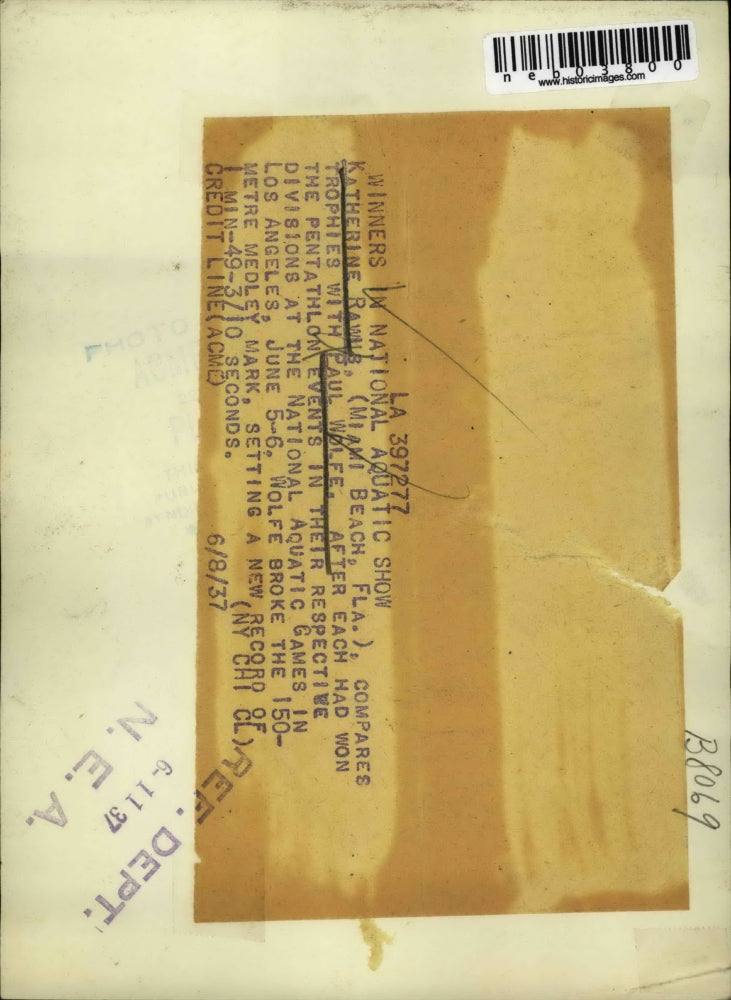 neb03800
www.historicimages.com
LA 397277
WINNERS IN NATIONAL AQUATIC SHOW
KATHERINE RAWLS, (MIAMI BEACH, FLA.), COMPARES
TROPHIES WITH PAUL WOLFE, AFTER EACH HAD WON
THE PENTATHLON EVENTS IN THEIR RESPECTIVE
DIVISIONS AT THE NATIONAL AQUATIC GAMES IN
LOS ANGELES, JUNE 5-6. WOLFE BROKE THE 150-
METRE MEDLEY MARK, SETTING A NEW RECORD OF
1 MIN-49-3/10 SECONDS.
CREDIT LINE(ACME) 6/8/37 (NY CHI CL)
REF. DEPT.
6-11 37
N. E. A.
B8069
PHOTO